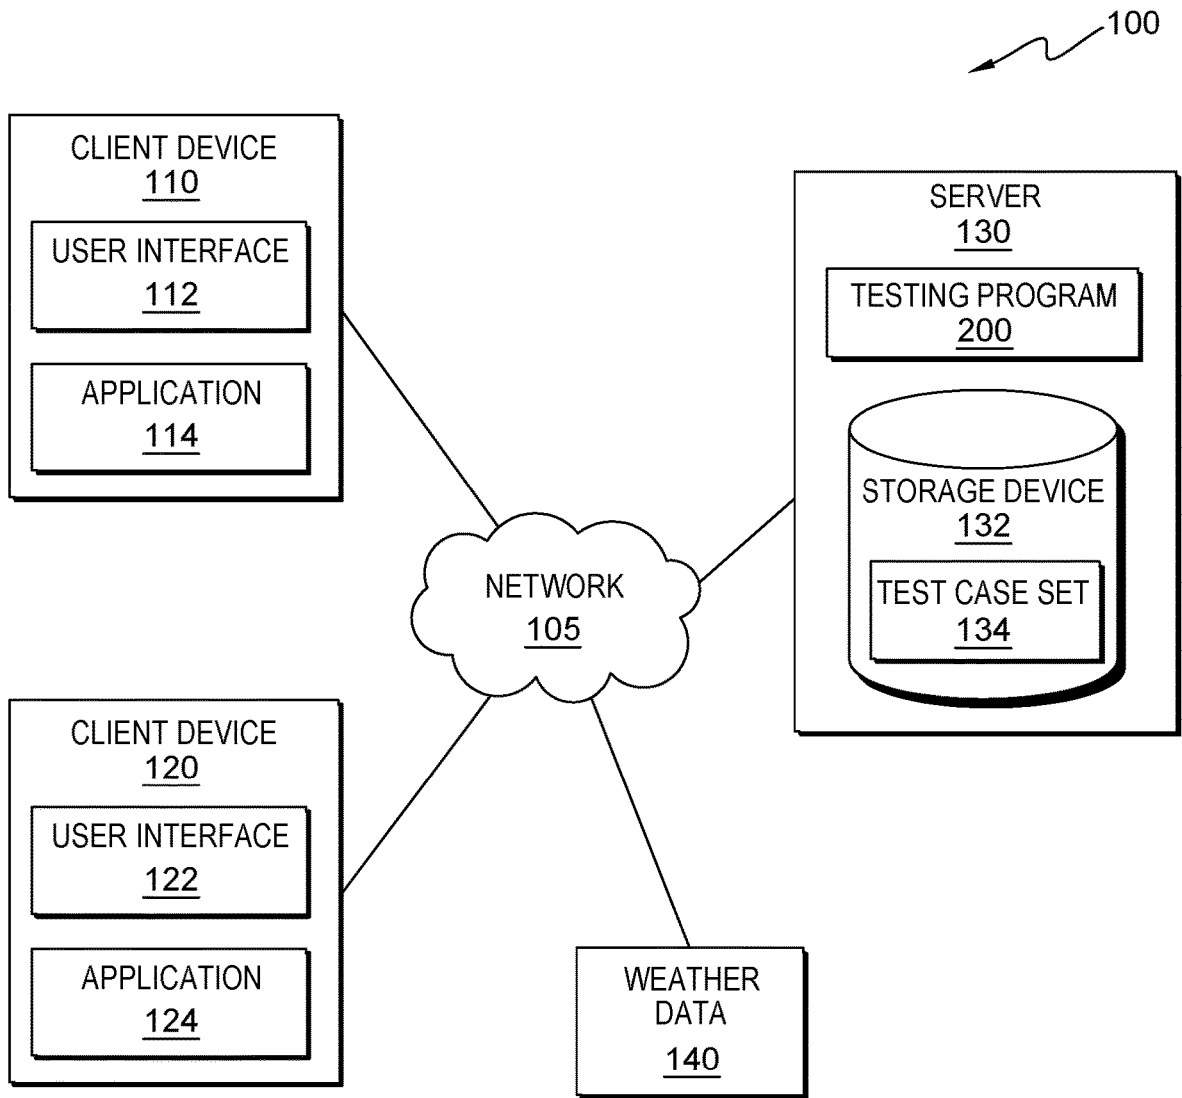 100
CLIENT DEVICE
110
USER INTERFACE
112
APPLICATION
114
SERVER
130
TESTING PROGRAM
200
STORAGE DEVICE
132
TEST CASE SET
134
NETWORK
105
CLIENT DEVICE
120
USER INTERFACE
122
APPLICATION
124
WEATHER
DATA
140